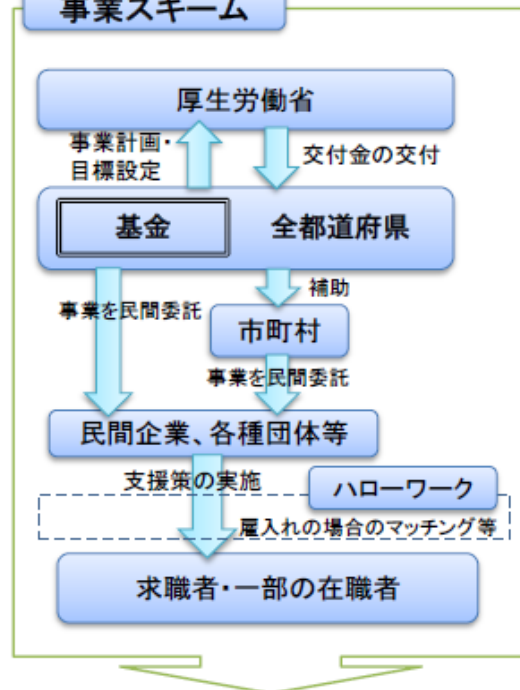 事業スキーム
厚生労働省
事業計画・
目標設定
交付金の交付
基金
全都道府県
補助
事業を民間委託
市町村
事業を民間委託
民間企業、各種団体等
支援策の実施
ハローワーク
雇入れの場合のマッチング等
求職者・一部の在職者